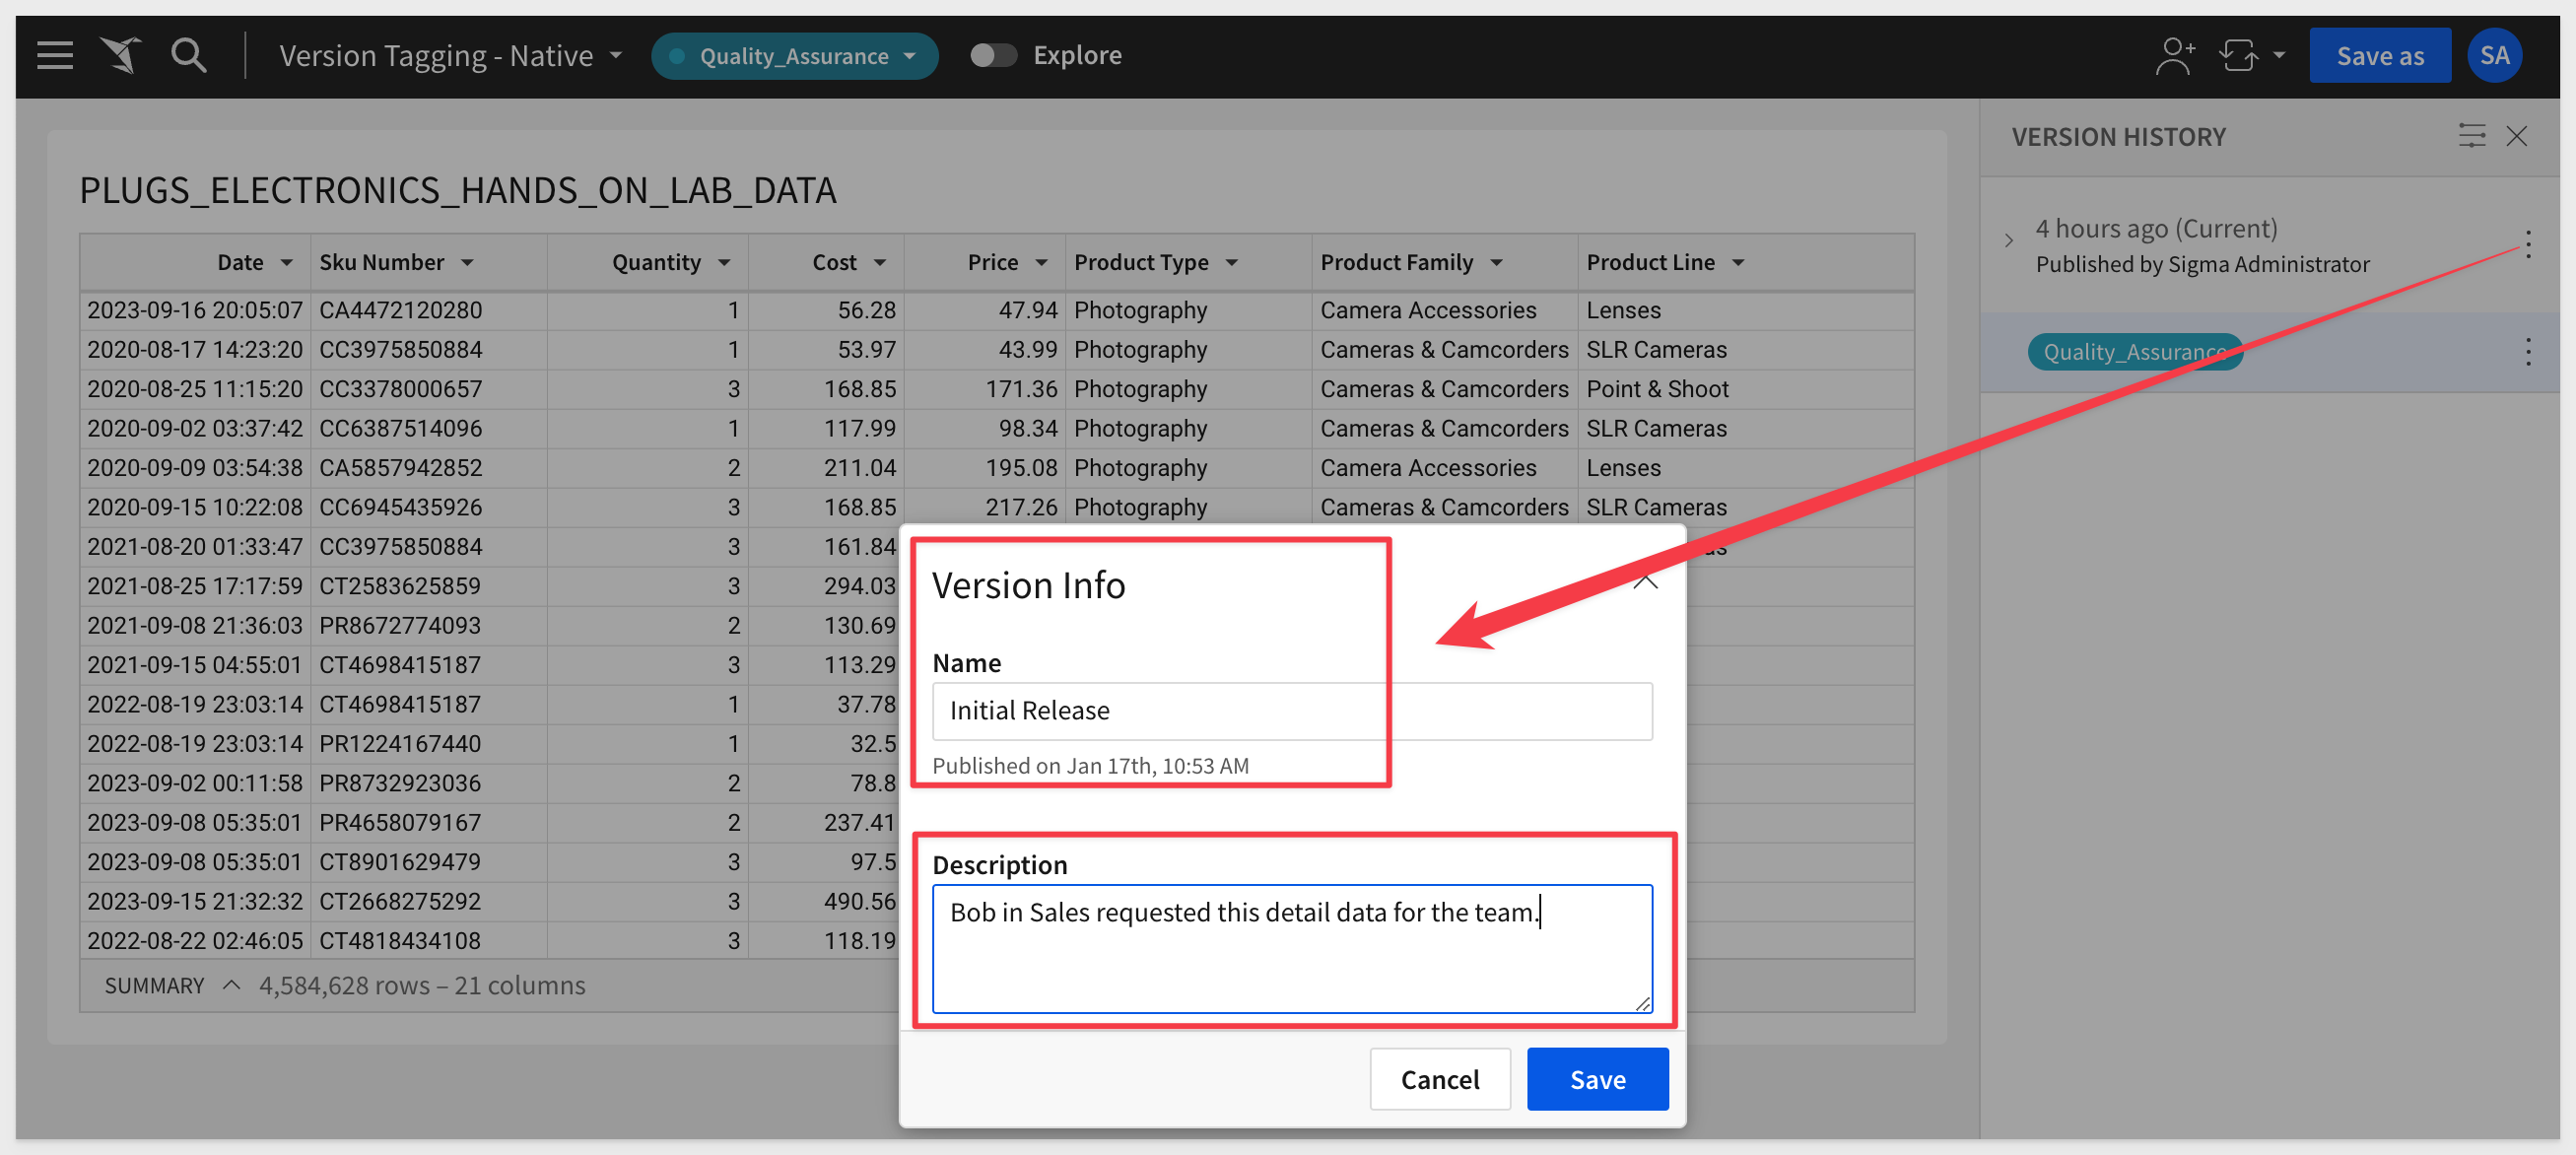 Version Tagging - Native Quality_Assurance Explore Save as SA
PLUGS_ELECTRONICS_HANDS_ON_LAB_DATA
Date Sku Number Quantity Cost Price Product Type Product Family Product Line
2023-09-16 20:05:07 CA4472120280 1 56.28 47.94 Photography Camera Accessories Lenses
2020-08-17 14:23:20 CC3975850884 1 53.97 43.99 Photography Cameras & Camcorders SLR Cameras
2020-08-25 11:15:20 CC3378000657 3 168.85 171.36 Photography Cameras & Camcorders Point & Shoot
2020-09-02 03:37:42 CC6387514096 1 117.99 98.34 Photography Cameras & Camcorders SLR Cameras
2020-09-09 03:54:38 CA5857942852 2 211.04 195.08 Photography Camera Accessories Lenses
2020-09-15 10:22:08 CC6945435926 3 168.85 217.26 Photography Cameras & Camcorders SLR Cameras
2021-08-20 01:33:47 CC3975850884 3 161.84
2021-08-25 17:17:59 CT2583625859 3 294.03
2021-09-08 21:36:03 PR8672774093 2 130.69
2021-09-15 04:55:01 CT4698415187 3 113.29
2022-08-19 23:03:14 CT4698415187 1 37.78
2022-08-19 23:03:14 PR1224167440 1 32.5
2023-09-02 00:11:58 PR8732923036 2 78.8
2023-09-08 05:35:01 PR4658079167 2 237.41
2023-09-08 05:35:01 CT8901629479 3 97.5
2023-09-15 21:32:32 CT2668275292 3 490.56
2022-08-22 02:46:05 CT4818434108 3 118.19
SUMMARY 4,584,628 rows – 21 columns
Version Info
Name
Initial Release
Published on Jan 17th, 10:53 AM
Description
Bob in Sales requested this detail data for the team.
Cancel Save
VERSION HISTORY
4 hours ago (Current)
Published by Sigma Administrator
Quality_Assurance